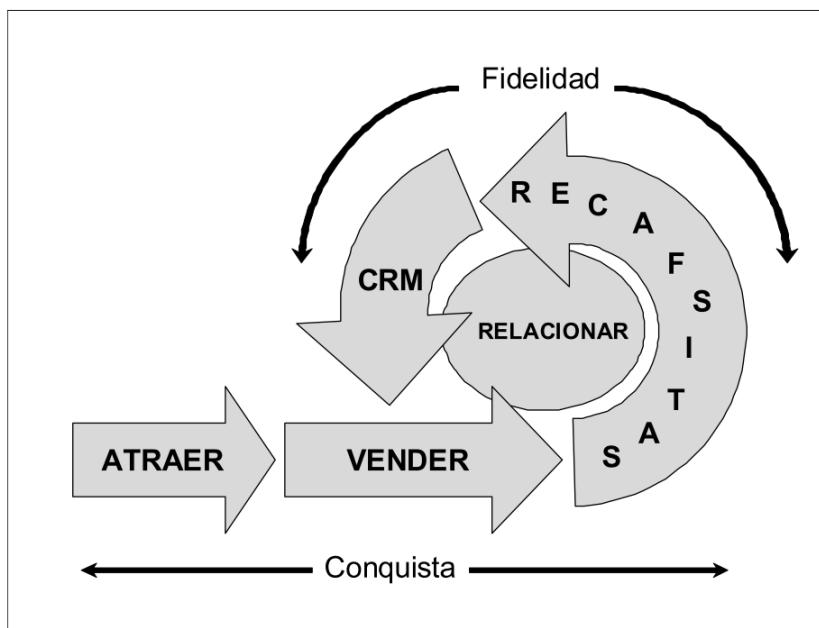 Fidelidad
SATISFACER
CRM
RELACIONAR
ATRAER
VENDER
Conquista